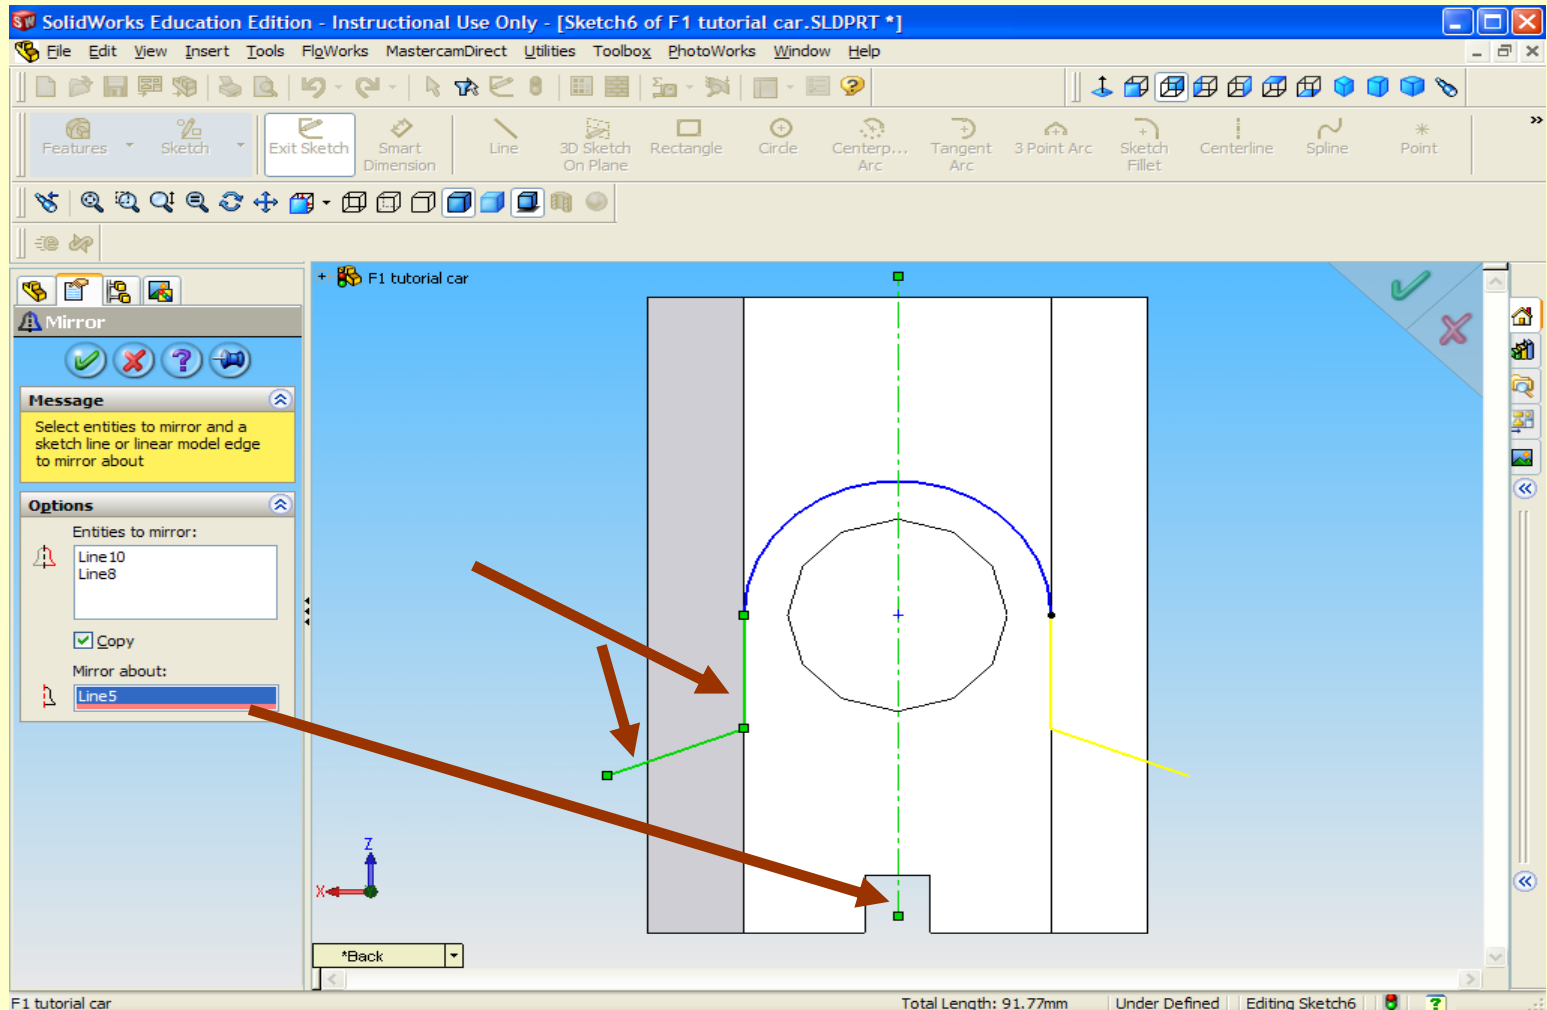 SolidWorks Education Edition - Instructional Use Only - [Sketch6 of F1 tutorial car.SLDPRT *]
File Edit View Insert Tools FloWorks MastercamDirect Utilities Toolbox PhotoWorks Window Help
Features Sketch Exit Sketch Smart Dimension Line 3D Sketch On Plane Rectangle Circle Centerp... Arc Tangent Arc 3 Point Arc Sketch Fillet Centerline Spline Point
F1 tutorial car
Mirror
Message
Select entities to mirror and a
sketch line or linear model edge
to mirror about
Options
Entities to mirror:
Line10
Line8
Copy
Mirror about:
Line5
Z
X
*Back
F1 tutorial car Total Length: 91.77mm Under Defined Editing Sketch6